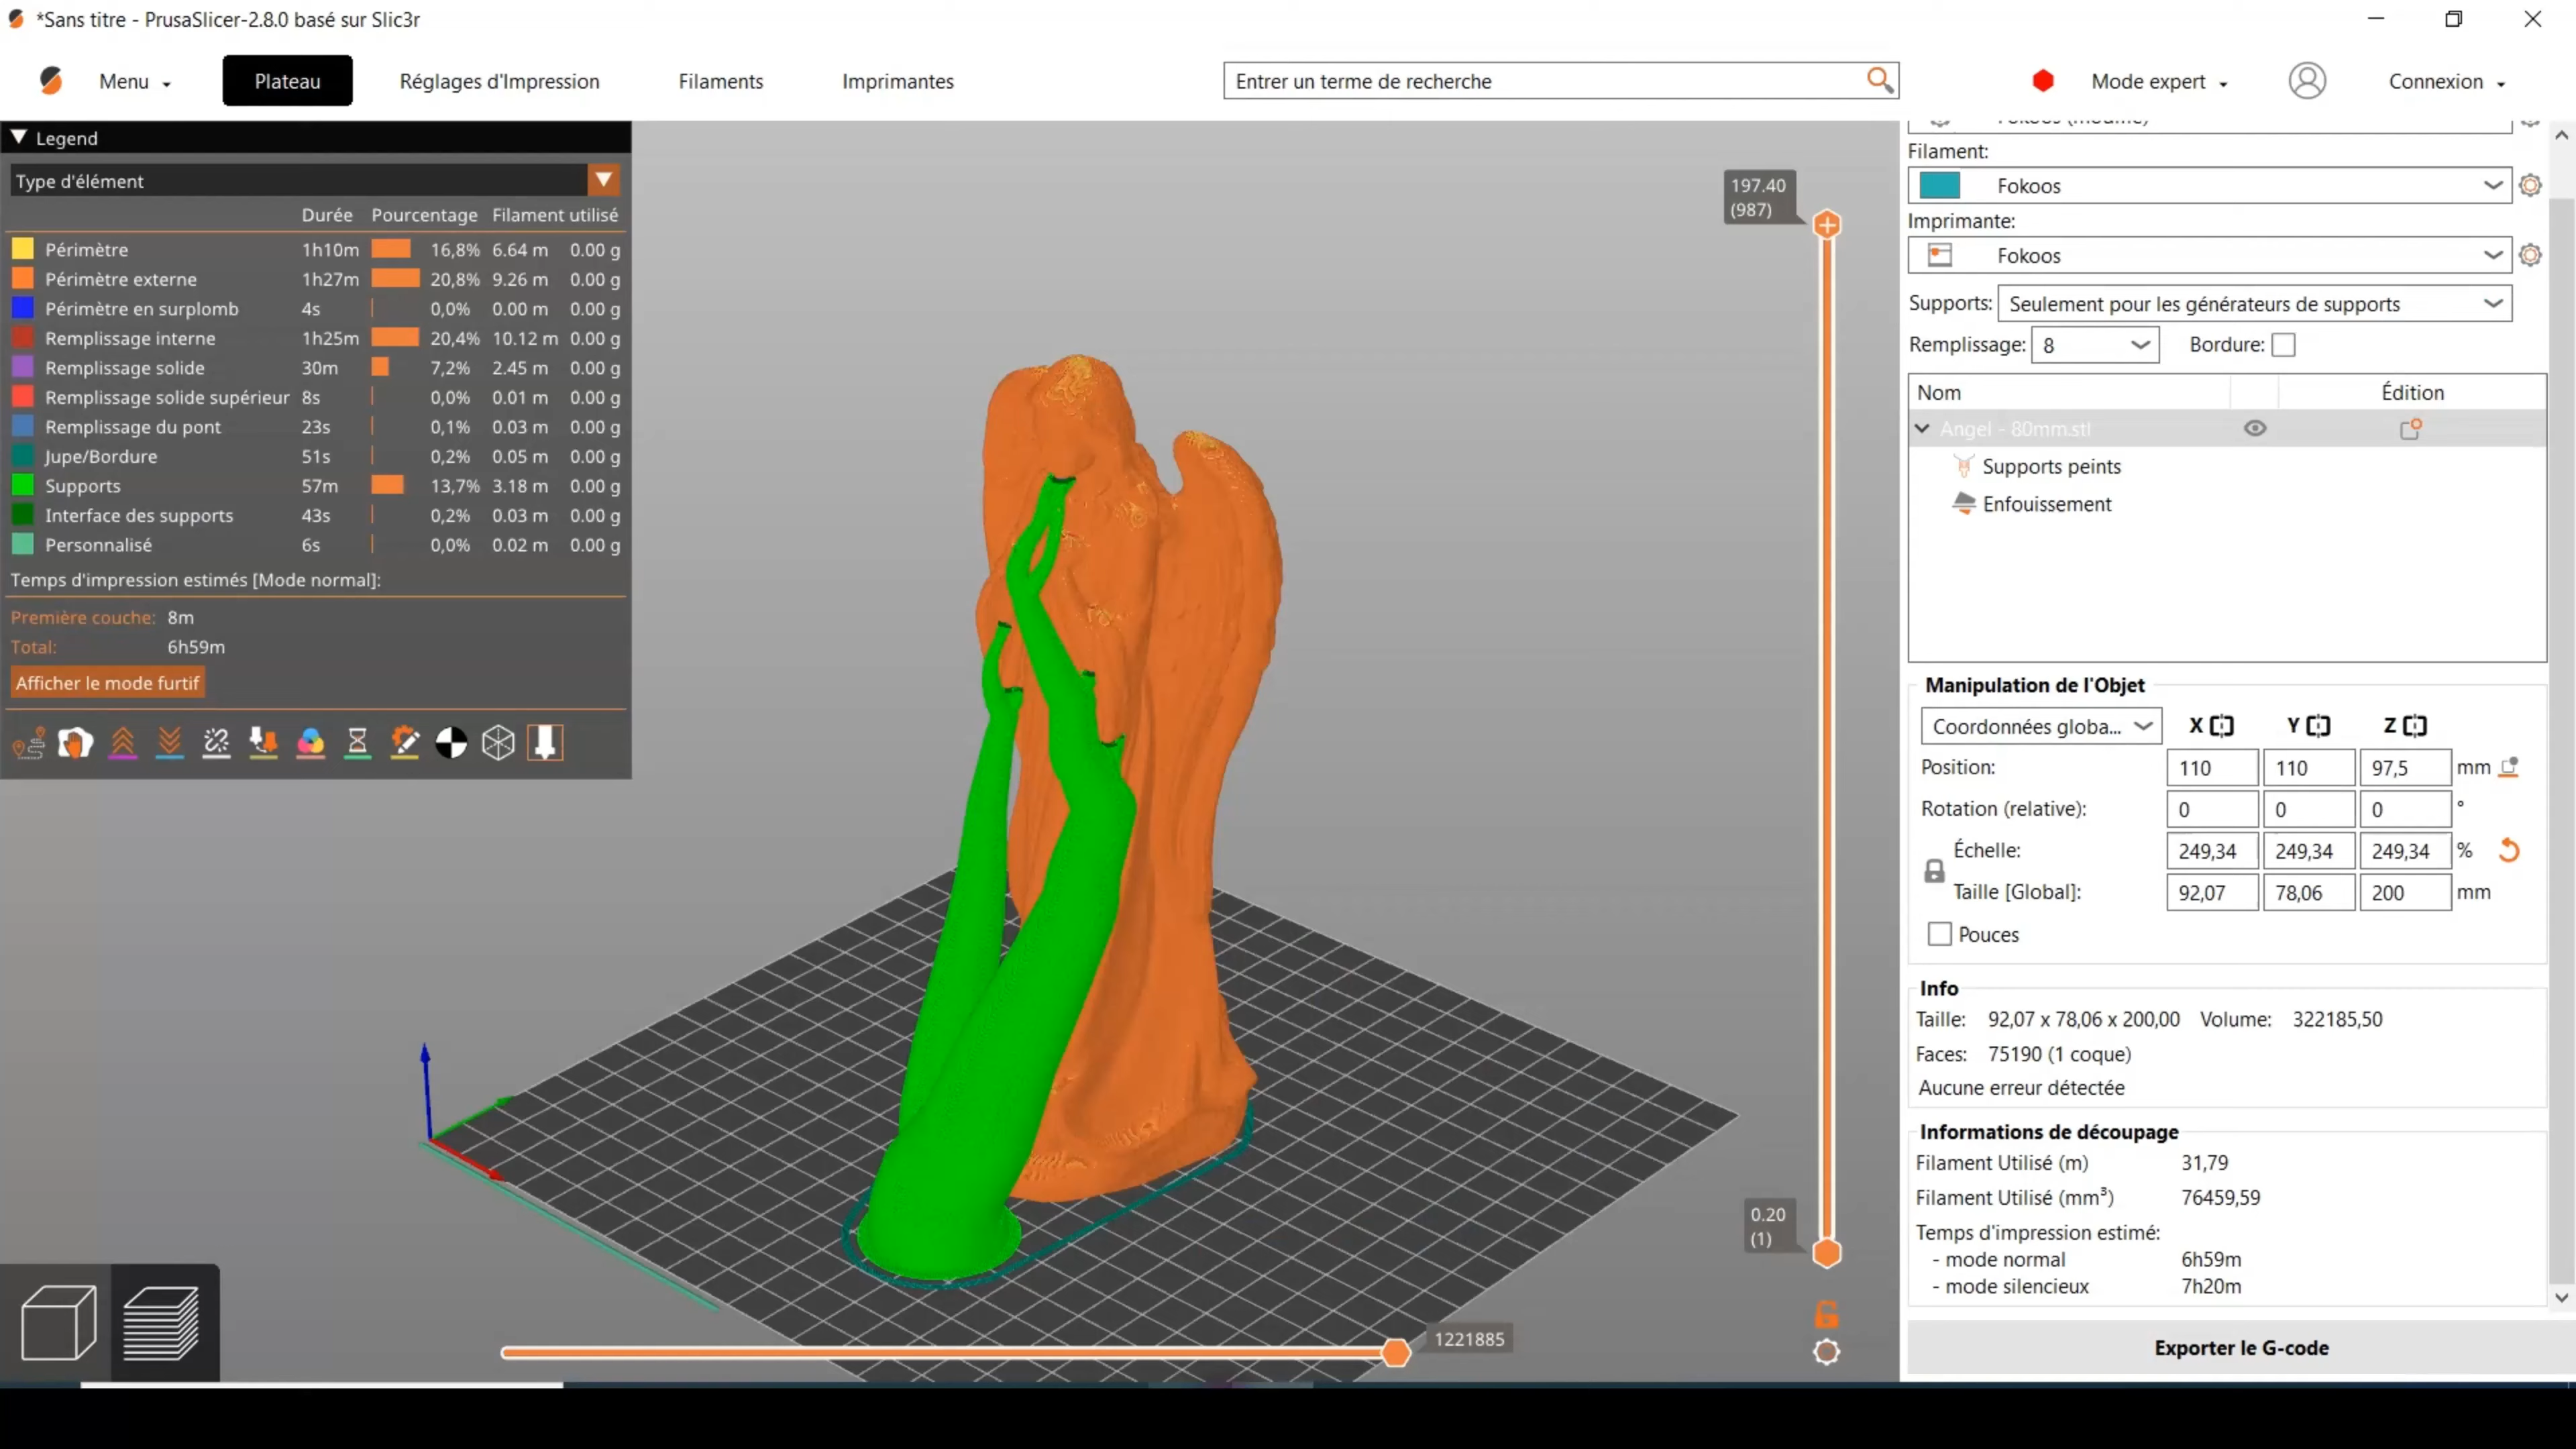 *Sans titre - PrusaSlicer-2.8.0 basé sur Slic3r
Menu
Plateau
Réglages d'Impression
Filaments
Imprimantes
Entrer un terme de recherche
Mode expert
Connexion
Legend
Type d'élément
Durée Pourcentage Filament utilisé
Périmètre 1h10m 16,8% 6.64 m 0.00 g
Périmètre externe 1h27m 20,8% 9.26 m 0.00 g
Périmètre en surplomb 4s 0,0% 0.00 m 0.00 g
Remplissage interne 1h25m 20,4% 10.12 m 0.00 g
Remplissage solide 30m 7,2% 2.45 m 0.00 g
Remplissage solide supérieur 8s 0,0% 0.01 m 0.00 g
Remplissage du pont 23s 0,1% 0.03 m 0.00 g
Jupe/Bordure 51s 0,2% 0.05 m 0.00 g
Supports 57m 13,7% 3.18 m 0.00 g
Interface des supports 43s 0,2% 0.03 m 0.00 g
Personnalisé 6s 0,0% 0.02 m 0.00 g
Temps d'impression estimés [Mode normal]:
Première couche: 8m
Total: 6h59m
Afficher le mode furtif
197.40
(987)
0.20
(1)
1221885
Filament:
Fokoos
Imprimante:
Fokoos
Supports: Seulement pour les générateurs de supports
Remplissage: 8 Bordure:
Nom Édition
Angel - 80mm.stl
Supports peints
Enfouissement
Manipulation de l'Objet
Coordonnées globa... X Y Z
Position: 110 110 97,5 mm
Rotation (relative): 0 0 0 °
Échelle: 249,34 249,34 249,34 %
Taille [Global]: 92,07 78,06 200 mm
Pouces
Info
Taille: 92,07 x 78,06 x 200,00 Volume: 322185,50
Faces: 75190 (1 coque)
Aucune erreur détectée
Informations de découpage
Filament Utilisé (m) 31,79
Filament Utilisé (mm³) 76459,59
Temps d'impression estimé:
- mode normal 6h59m
- mode silencieux 7h20m
Exporter le G-code